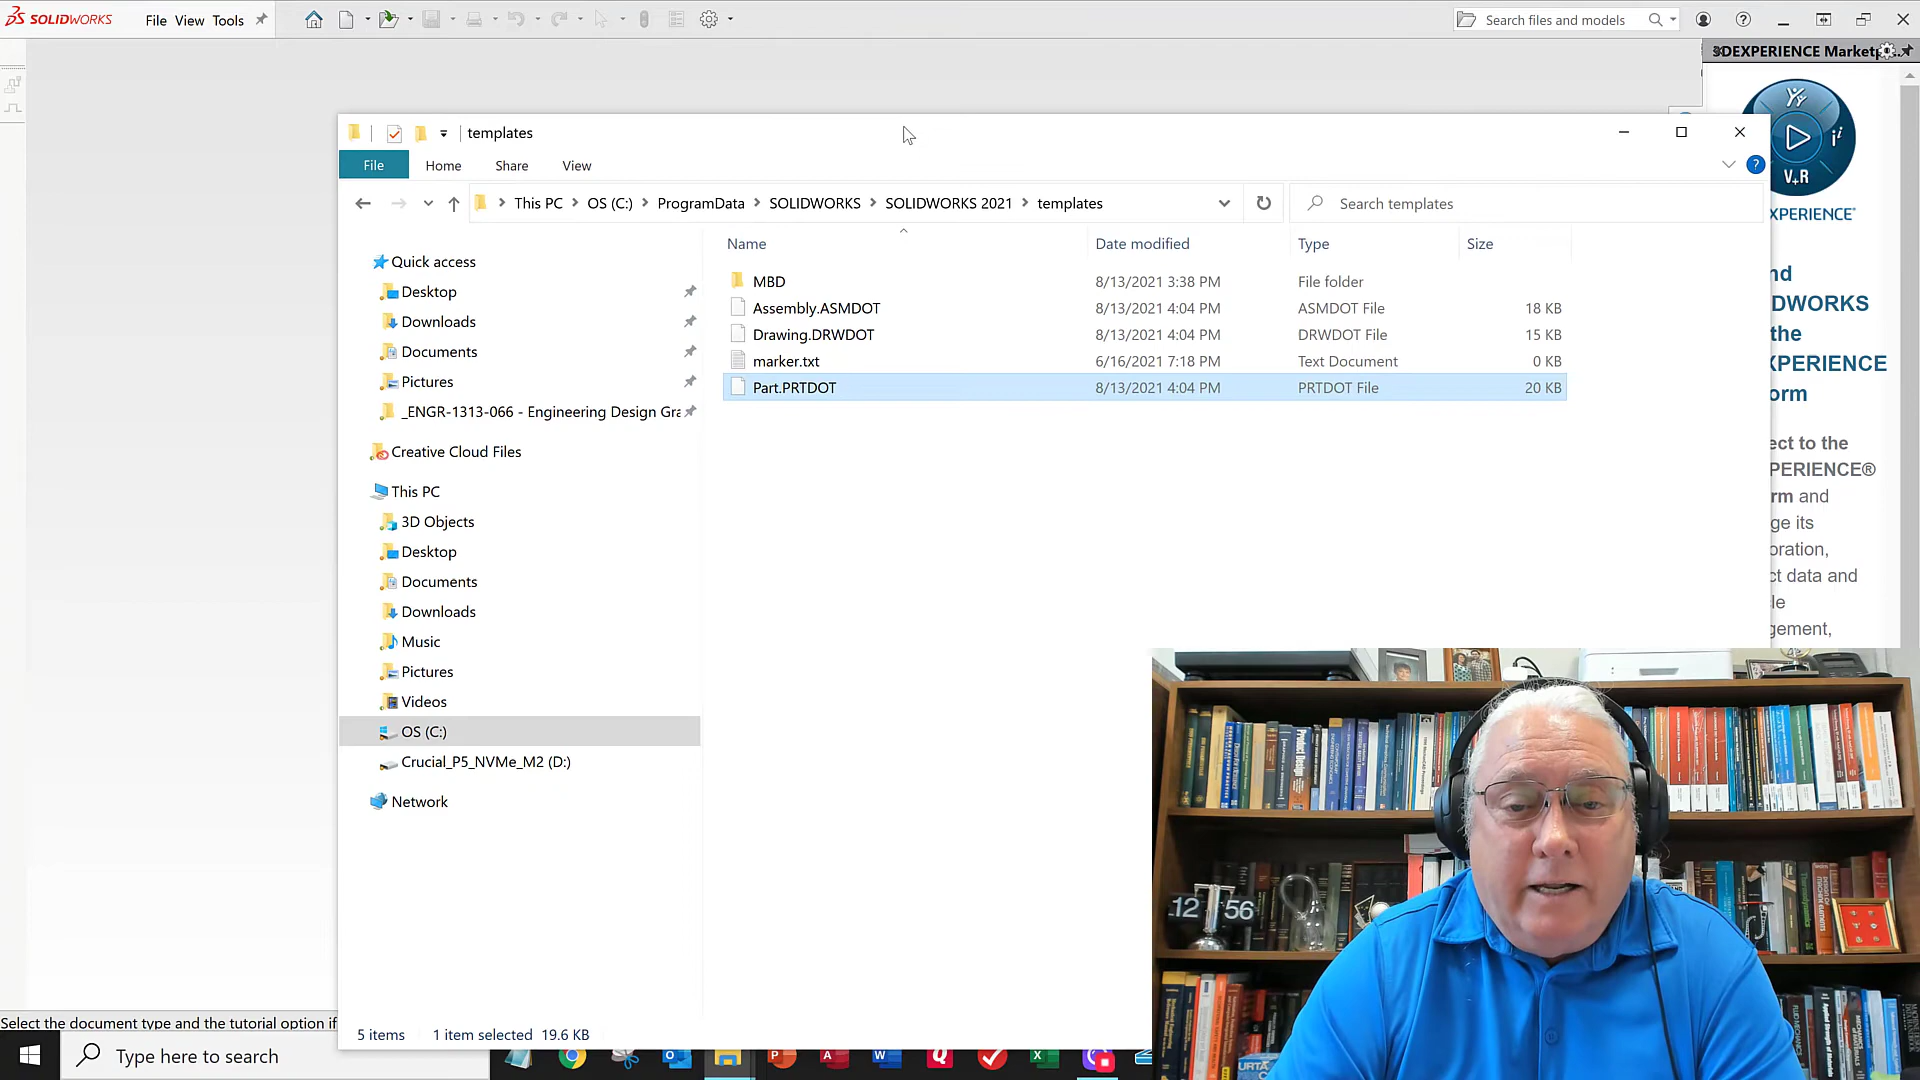 SOLIDWORKS File View Tools Search files and models
3DEXPERIENCE Marketp...
templates
File Home Share View
This PC OS (C:) ProgramData SOLIDWORKS SOLIDWORKS 2021 templates Search templates
Name Date modified Type Size
MBD 8/13/2021 3:38 PM File folder
Assembly.ASMDOT 8/13/2021 4:04 PM ASMDOT File 18 KB
Drawing.DRWDOT 8/13/2021 4:04 PM DRWDOT File 15 KB
marker.txt 6/16/2021 7:18 PM Text Document 0 KB
Part.PRTDOT 8/13/2021 4:04 PM PRTDOT File 20 KB
Quick access
Desktop
Downloads
Documents
Pictures
_ENGR-1313-066 - Engineering Design Gra
Creative Cloud Files
This PC
3D Objects
Desktop
Documents
Downloads
Music
Pictures
Videos
OS (C:)
Crucial_P5_NVMe_M2 (D:)
Network
5 items 1 item selected 19.6 KB
V+R
XPERIENCE®
nd
LIDWORKS
the
XPERIENCE
orm
ect to the
PERIENCE®
rm and
ge its
oration,
ct data and
le
gement,
12 56
Select the document type and the tutorial option if
Type here to search